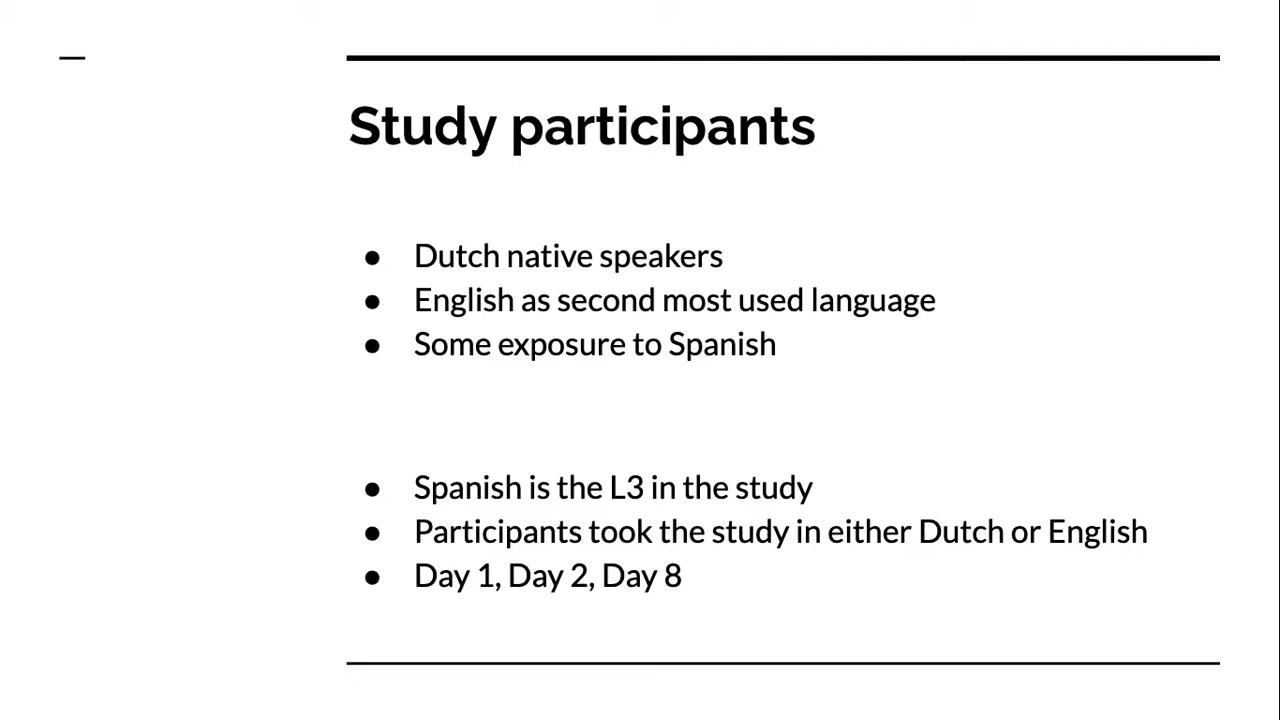 Study participants
● Dutch native speakers
● English as second most used language
● Some exposure to Spanish
● Spanish is the L3 in the study
● Participants took the study in either Dutch or English
● Day 1, Day 2, Day 8